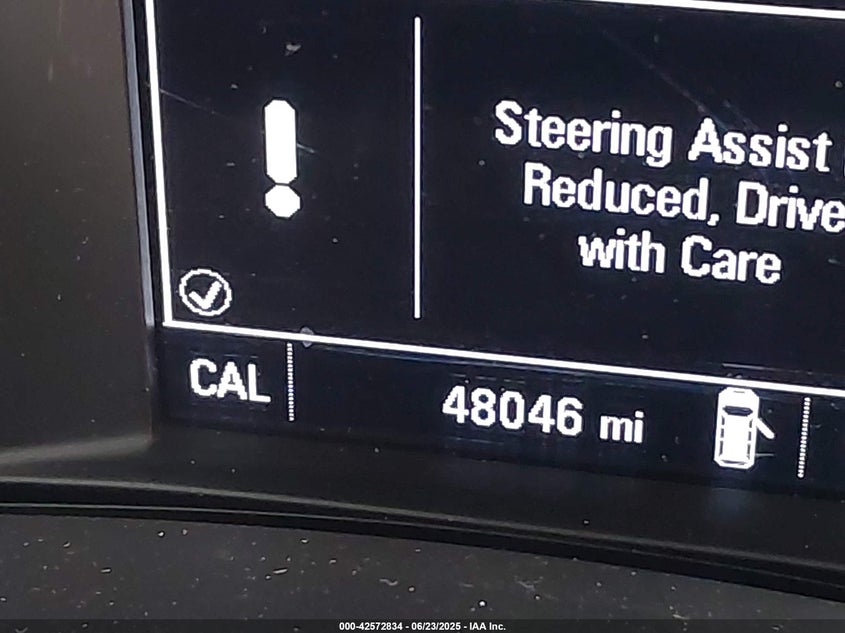 Steering Assist
Reduced, Drive
with Care
CAL
48046 mi
000-42572834 - 06/23/2025 - IAA Inc.